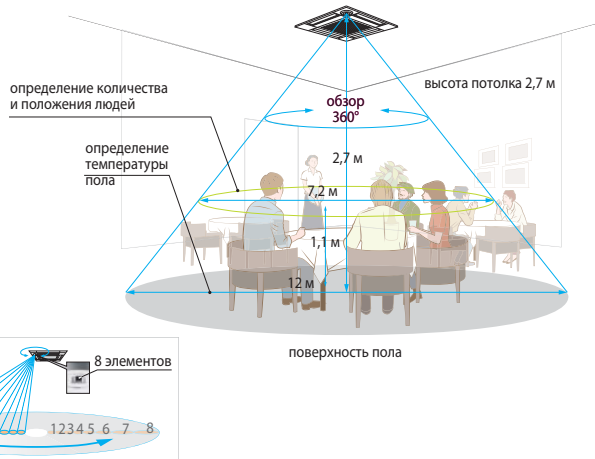 высота потолка 2,7 м
определение количества
и положения людей
обзор
360°
определение
температуры
пола
2,7 м
7,2 м
1,1 м
12 м
поверхность пола
8 элементов
1 2 3 4 5 6 7 8